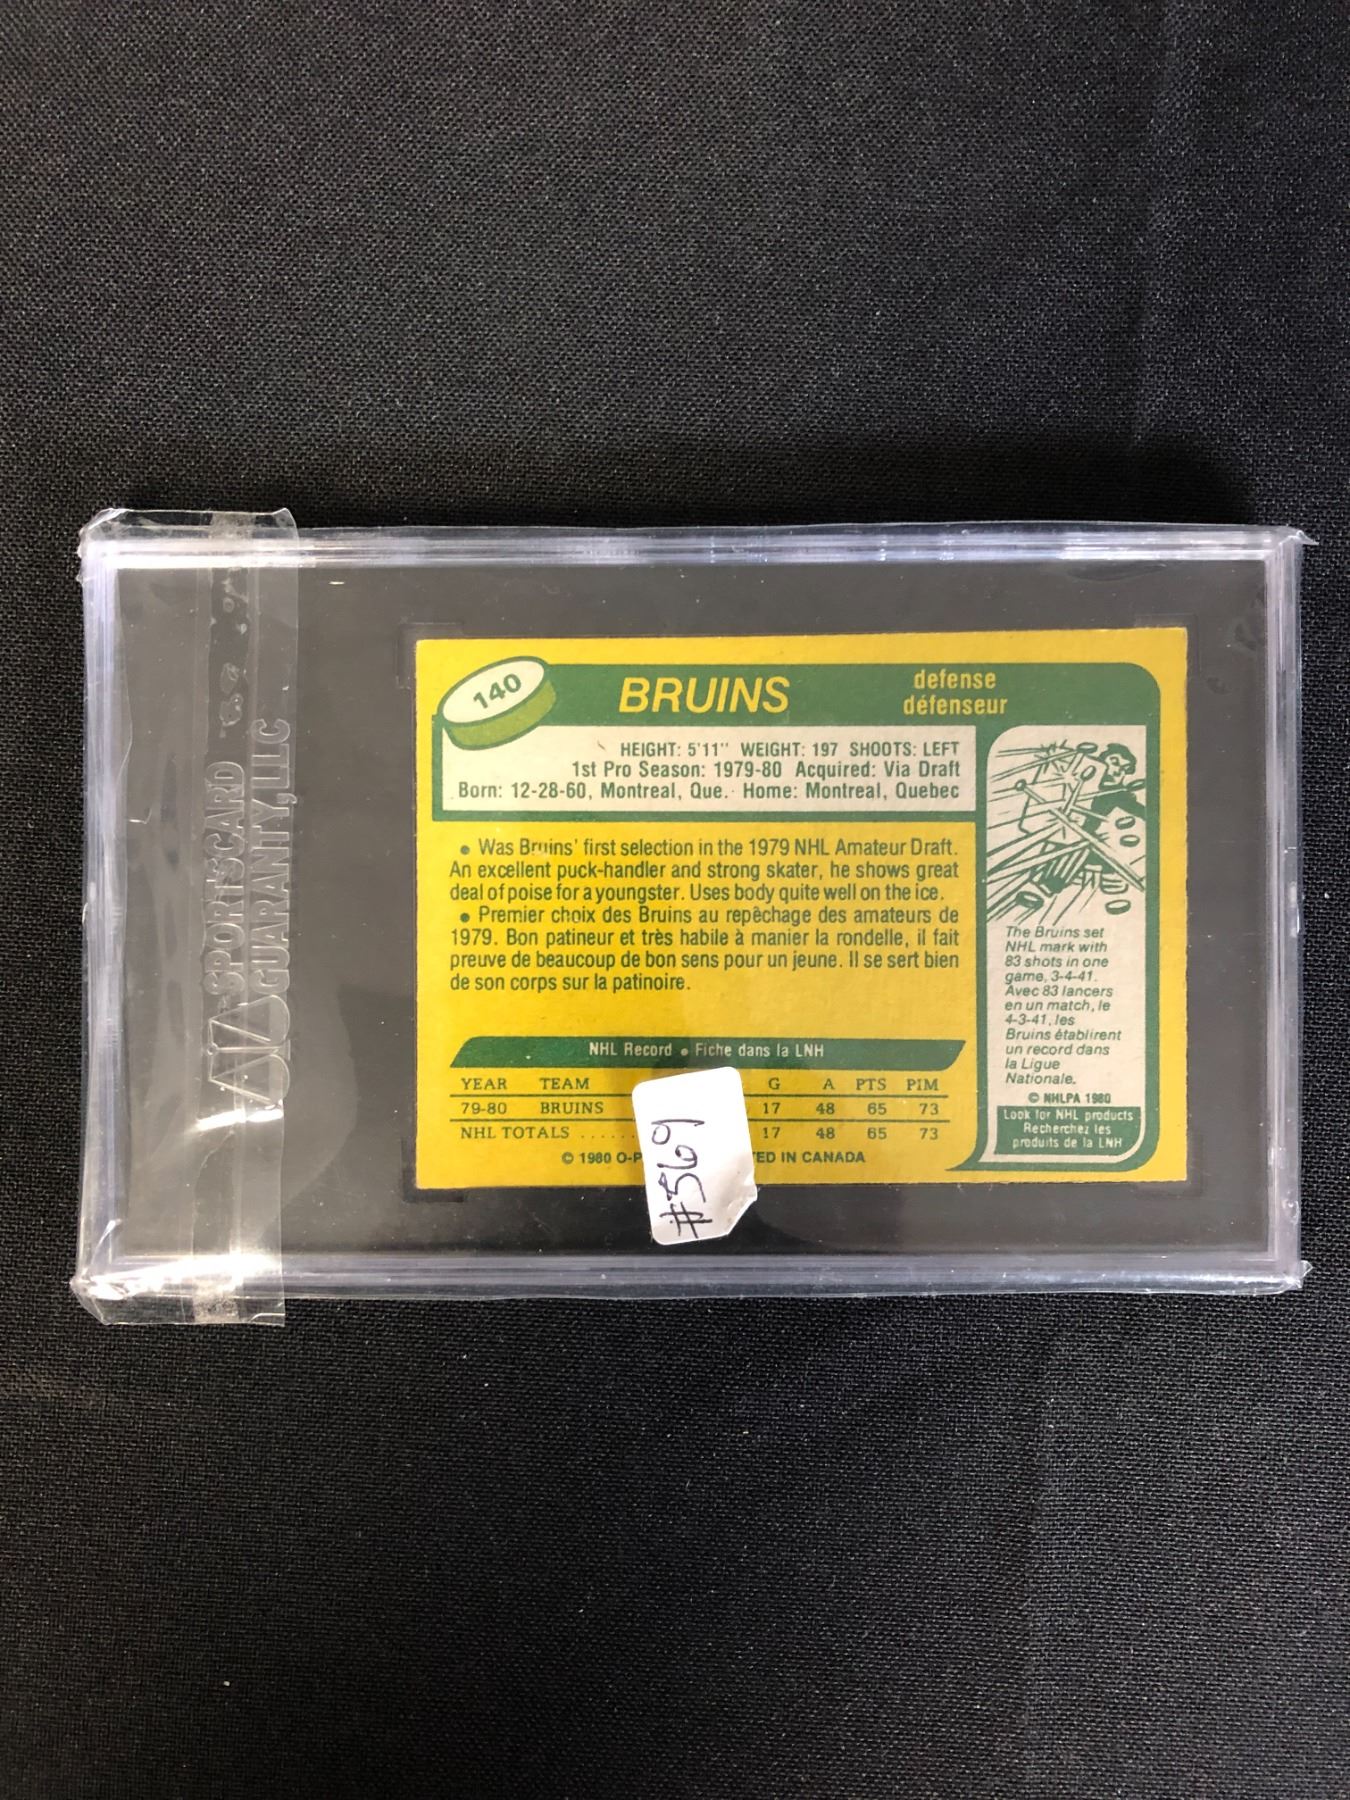 SPORTSCARD
GUARANTY, LLC
140
BRUINS
defense
défenseur
HEIGHT: 5'11" WEIGHT: 197 SHOOTS: LEFT
1st Pro Season: 1979-80 Acquired: Via Draft
Born: 12-28-60, Montreal, Que. Home: Montreal, Quebec
• Was Bruins' first selection in the 1979 NHL Amateur Draft.
An excellent puck-handler and strong skater, he shows great
deal of poise for a youngster. Uses body quite well on the ice.
• Premier choix des Bruins au repêchage des amateurs de
1979. Bon patineur et très habile à manier la rondelle, il fait
preuve de beaucoup de bon sens pour un jeune. Il se sert bien
de son corps sur la patinoire.
NHL Record • Fiche dans la LNH
YEAR TEAM G A PTS PIM
79-80 BRUINS 17 48 65 73
NHL TOTALS ...... 17 48 65 73
© 1980 O-P ED IN CANADA
#569
The Bruins set
NHL mark with
83 shots in one
game, 3-4-41.
Avec 83 lancers
en un match, le
4-3-41, les
Bruins établirent
un record dans
la Ligue
Nationale.
© NHLPA 1980
Look for NHL products
Recherchez les
produits de la LNH